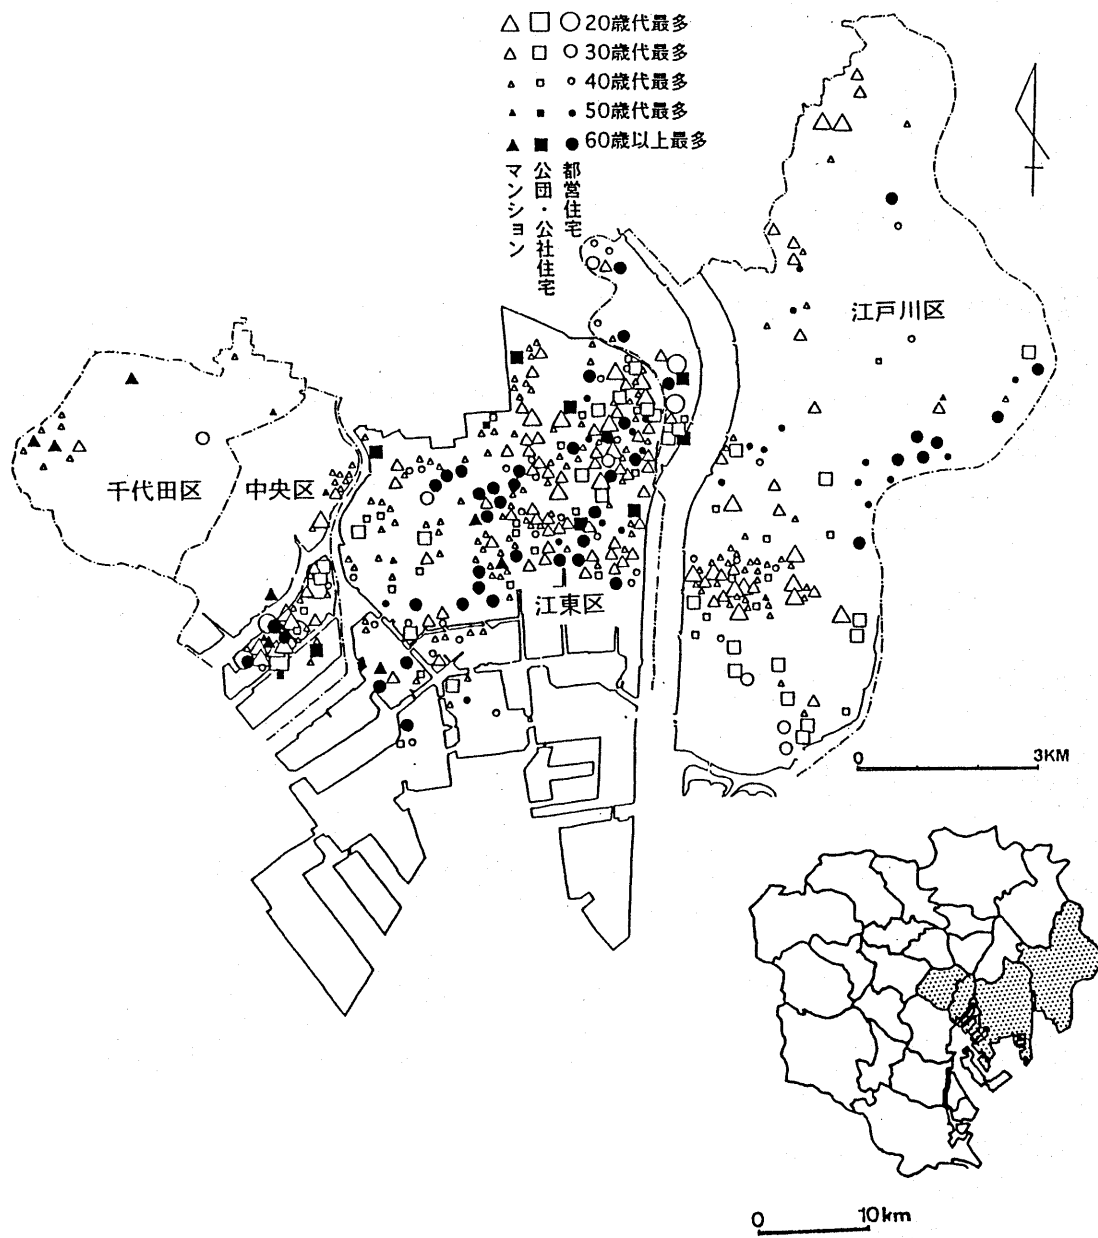 20歳代最多
30歳代最多
40歳代最多
50歳代最多
60歳以上最多
マンション
公団・公社住宅
都営住宅
江戸川区
千代田区
中央区
江東区
0
3KM
0
10km